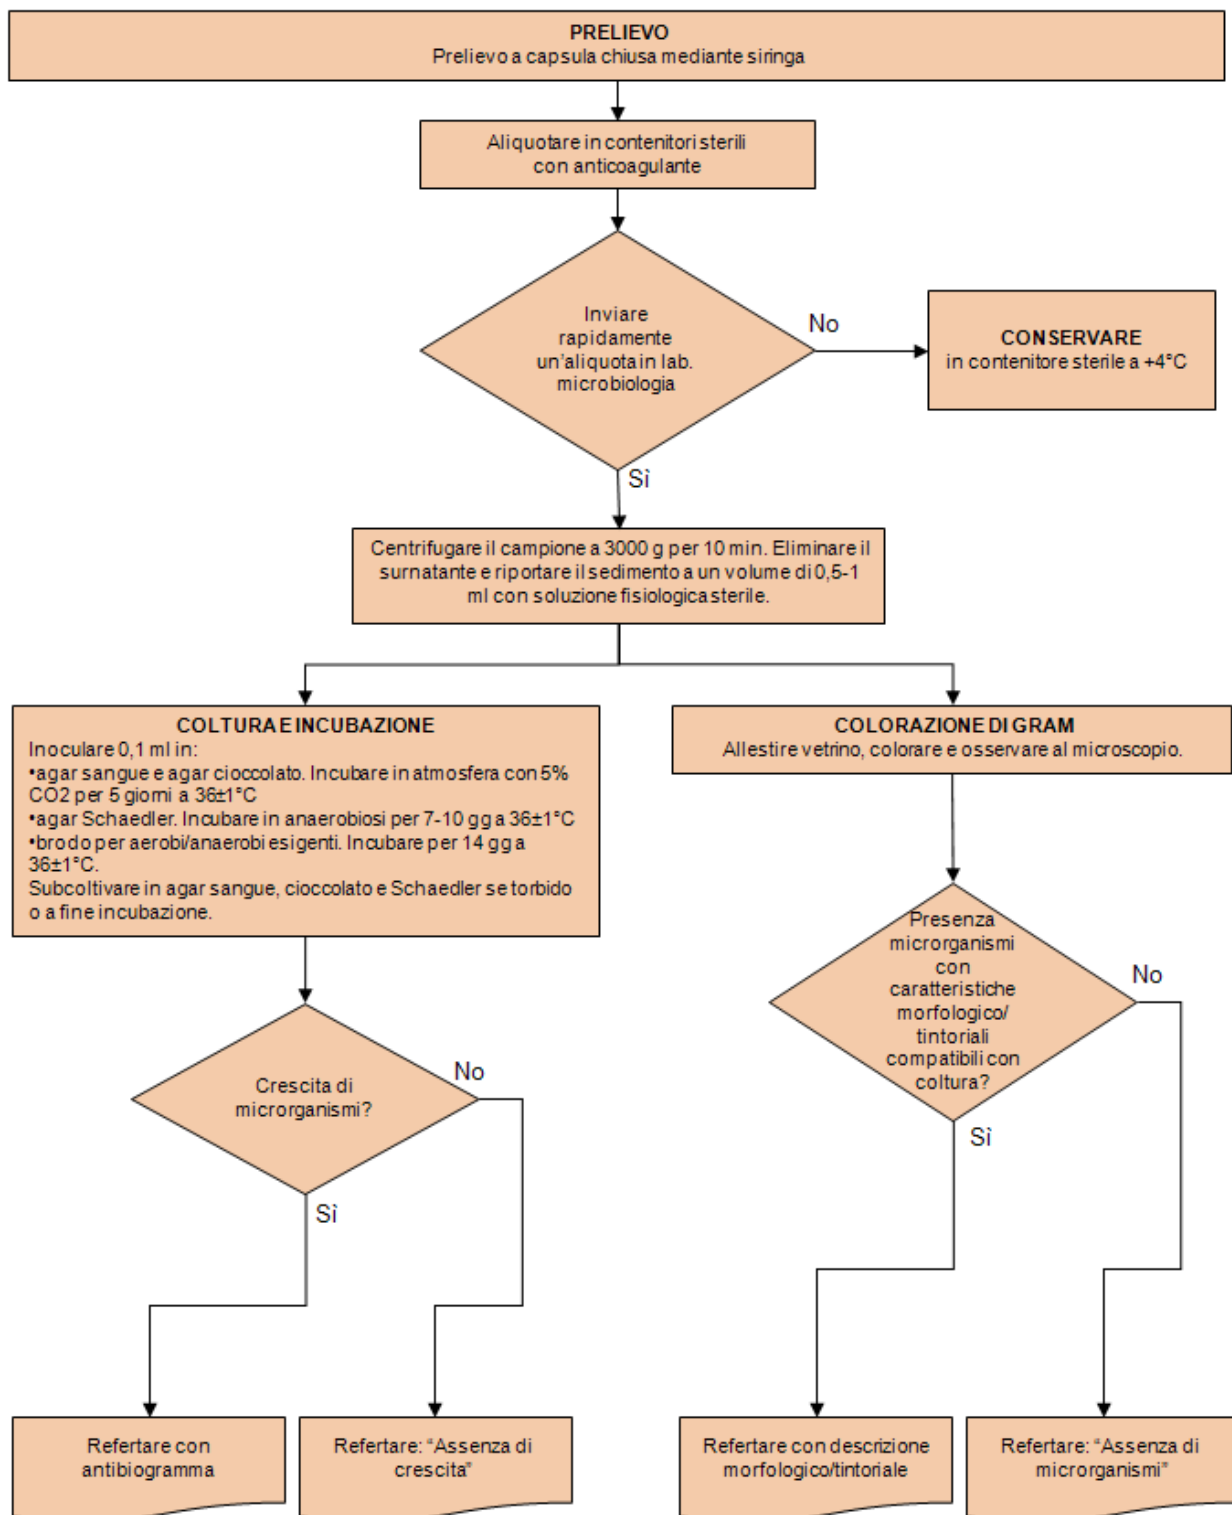 PRELIEVO
Prelievo a capsula chiusa mediante siringa
Aliquotare in contenitori sterili
con anticoagulante
Inviare
rapidamente
un'aliquota in lab.
microbiologia
No
CONSERVARE
in contenitore sterile a +4°C
Sì
Centrifugare il campione a 3000 g per 10 min. Eliminare il
surnatante e riportare il sedimento a un volume di 0,5-1
ml con soluzione fisiologica sterile.
COLTURA E INCUBAZIONE
Inoculare 0,1 ml in:
•agar sangue e agar cioccolato. Incubare in atmosfera con 5%
CO2 per 5 giorni a 36±1°C
•agar Schaedler. Incubare in anaerobiosi per 7-10 gg a 36±1°C
•brodo per aerobi/anaerobi esigenti. Incubare per 14 gg a
36±1°C.
Subcoltivare in agar sangue, cioccolato e Schaedler se torbido
o a fine incubazione.
COLORAZIONE DI GRAM
Allestire vetrino, colorare e osservare al microscopio.
Crescita di
microrganismi?
No
Sì
Presenza
microrganismi
con
caratteristiche
morfologico/
tintoriali
compatibili con
coltura?
No
Sì
Refertare con
antibiogramma
Refertare: “Assenza di
crescita”
Refertare con descrizione
morfologico/tintoriale
Refertare: “Assenza di
microrganismi”